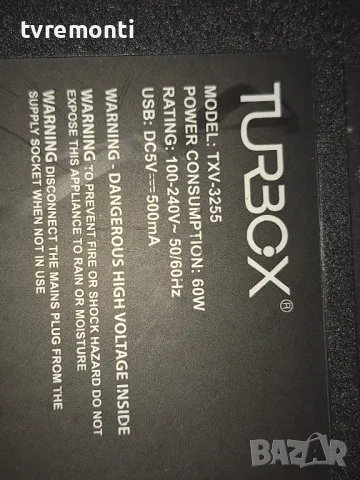 tvremonti
TURBOX®
MODEL: TXV-3255
POWER CONSUMPTION: 60W
RATING: 100-240V~ 50/60Hz
USB: DC5V⎓500mA
WARNING - DANGEROUS HIGH VOLTAGE INSIDE
WARNING TO PREVENT FIRE OR SHOCK HAZARD DO NOT
EXPOSE THIS APPLIANCE TO RAIN OR MOISTURE
WARNING DISCONNECT THE MAINS PLUG FROM THE
SUPPLY SOCKET WHEN NOT IN USE
BAZAR